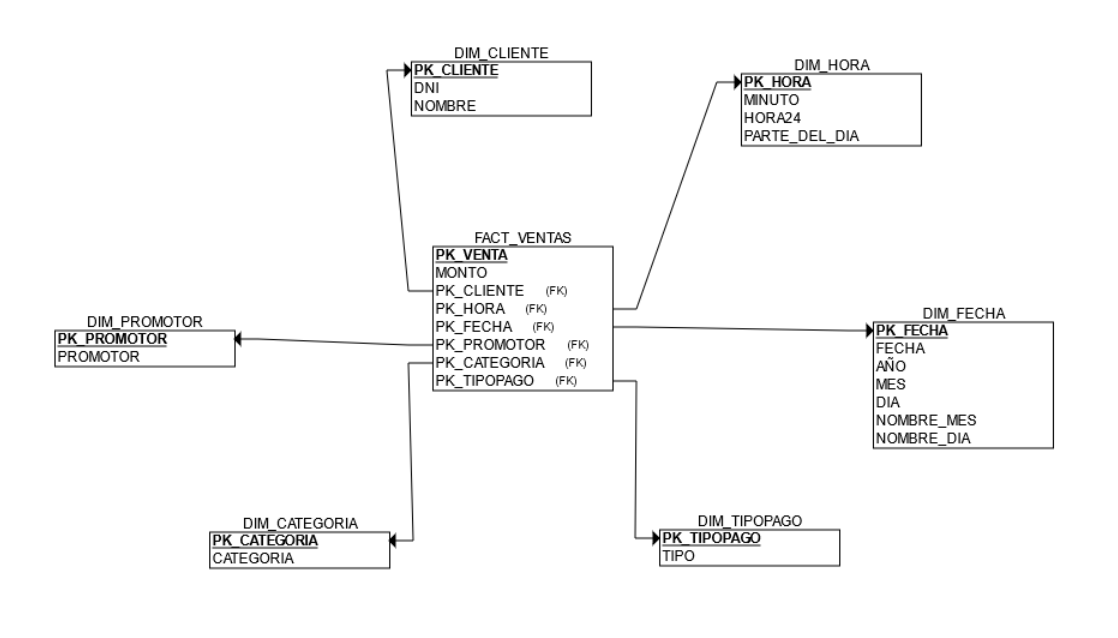 DIM_CLIENTE
PK_CLIENTE
DNI
NOMBRE
DIM_HORA
PK_HORA
MINUTO
HORA24
PARTE_DEL_DIA
FACT_VENTAS
PK_VENTA
MONTO
PK_CLIENTE (FK)
PK_HORA (FK)
PK_FECHA (FK)
PK_PROMOTOR (FK)
PK_CATEGORIA (FK)
PK_TIPOPAGO (FK)
DIM_PROMOTOR
PK_PROMOTOR
PROMOTOR
DIM_FECHA
PK_FECHA
FECHA
AÑO
MES
DIA
NOMBRE_MES
NOMBRE_DIA
DIM_CATEGORIA
PK_CATEGORIA
CATEGORIA
DIM_TIPOPAGO
PK_TIPOPAGO
TIPO